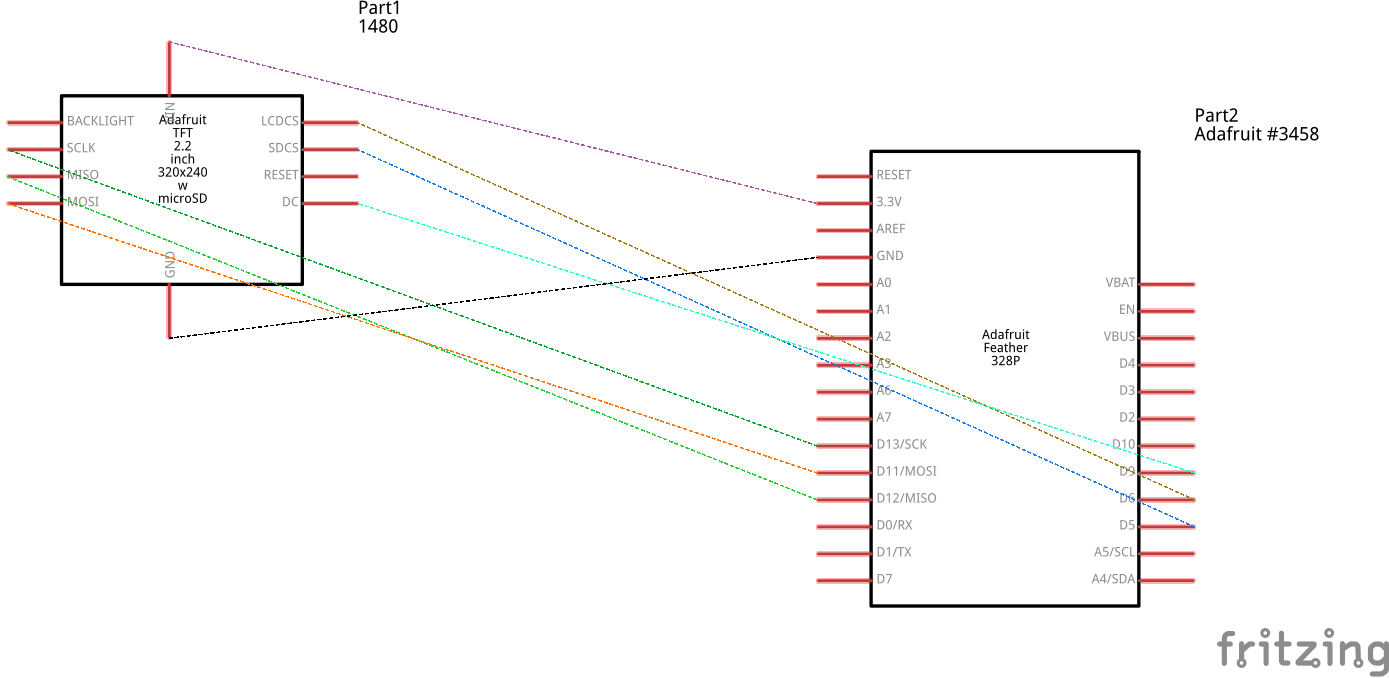 Part1
1480
VIN
BACKLIGHT
SCLK
MISO
MOSI
Adafruit
TFT
2.2
inch
320x240
w
microSD
LCDCS
SDCS
RESET
DC
GND
Part2
Adafruit #3458
RESET
3.3V
AREF
GND
A0
A1
A2
A3
A6
A7
D13/SCK
D11/MOSI
D12/MISO
D0/RX
D1/TX
D7
Adafruit
Feather
328P
VBAT
EN
VBUS
D4
D3
D2
D10
D9
D6
D5
A5/SCL
A4/SDA
fritzing